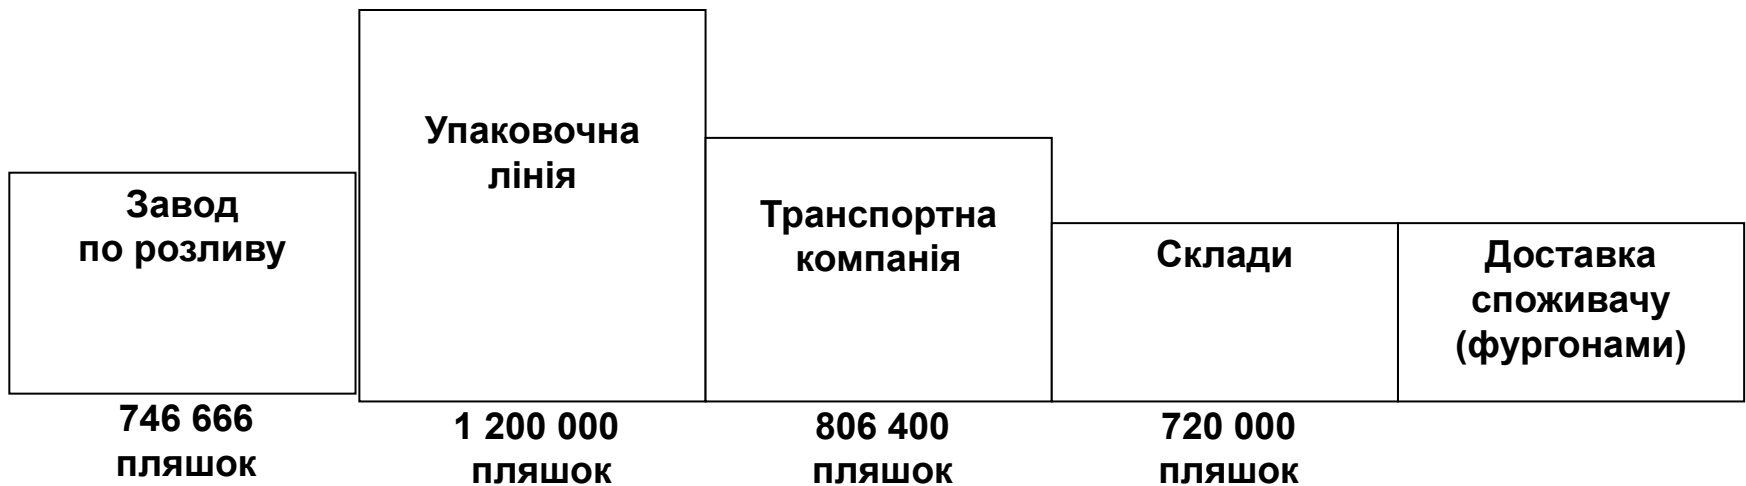 Завод
по розливу
746 666
пляшок
Упаковочна
лінія
1 200 000
пляшок
Транспортна
компанія
806 400
пляшок
Склади
720 000
пляшок
Доставка
споживачу
(фургонами)